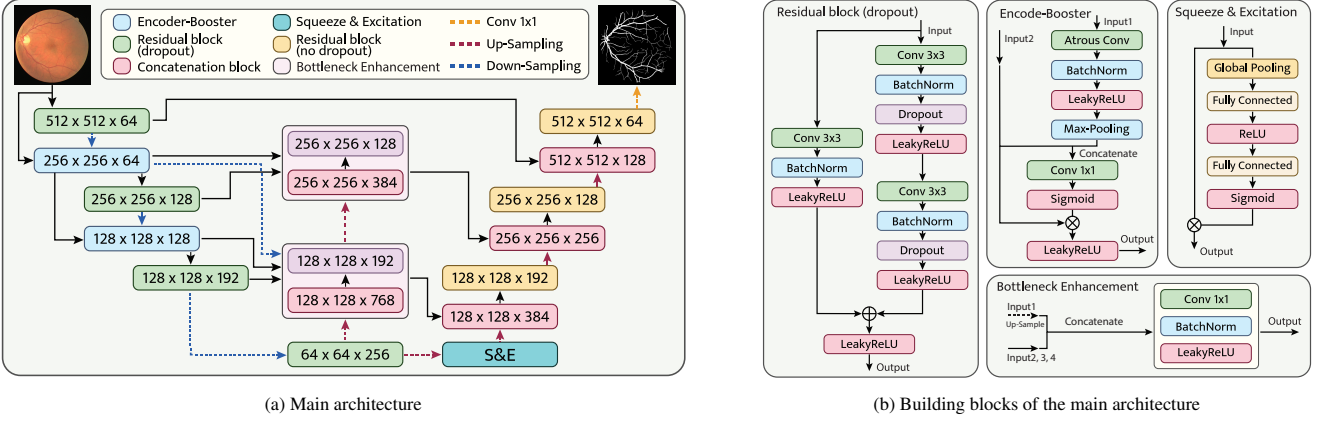 Encoder-Booster
Residual block
(dropout)
Concatenation block
Squeeze & Excitation
Residual block
(no dropout)
Bottleneck Enhancement
Conv 1x1
Up-Sampling
Down-Sampling
512 x 512 x 64
256 x 256 x 64
256 x 256 x 128
128 x 128 x 128
128 x 128 x 192
256 x 256 x 128
256 x 256 x 384
128 x 128 x 192
128 x 128 x 768
64 x 64 x 256
S&E
512 x 512 x 64
512 x 512 x 128
256 x 256 x 128
256 x 256 x 256
128 x 128 x 192
128 x 128 x 384
(a) Main architecture
Residual block (dropout)
Input
Conv 3x3
BatchNorm
Dropout
LeakyReLU
Conv 3x3
BatchNorm
Dropout
LeakyReLU
Conv 3x3
BatchNorm
LeakyReLU
LeakyReLU
Output
Encode-Booster
Input1
Input2
Atrous Conv
BatchNorm
LeakyReLU
Max-Pooling
Concatenate
Conv 1x1
Sigmoid
LeakyReLU
Output
Squeeze & Excitation
Input
Global Pooling
Fully Connected
ReLU
Fully Connected
Sigmoid
Output
Bottleneck Enhancement
Input1
Up-Sample
Input2, 3, 4
Concatenate
Conv 1x1
BatchNorm
LeakyReLU
Output
(b) Building blocks of the main architecture